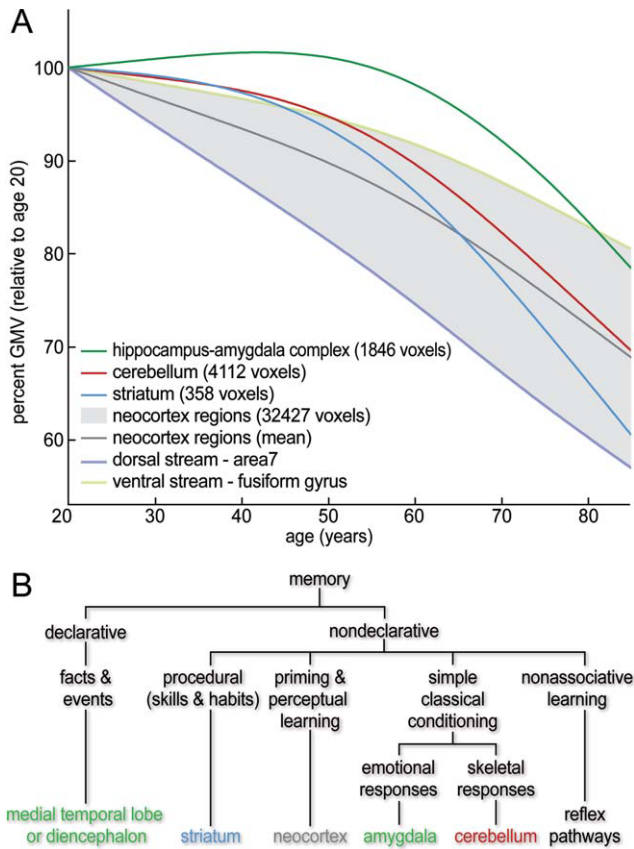 A
percent GMV (relative to age 20)
100
90
80
70
60
hippocampus-amygdala complex (1846 voxels)
cerebellum (4112 voxels)
striatum (358 voxels)
neocortex regions (32427 voxels)
neocortex regions (mean)
dorsal stream - area7
ventral stream - fusiform gyrus
20 30 40 50 60 70 80
age (years)
B
memory
declarative nondeclarative
facts & procedural priming & simple nonassociative
events (skills & habits) perceptual classical learning
learning conditioning
emotional skeletal
responses responses
medial temporal lobe reflex
or diencephalon striatum neocortex amygdala cerebellum pathways